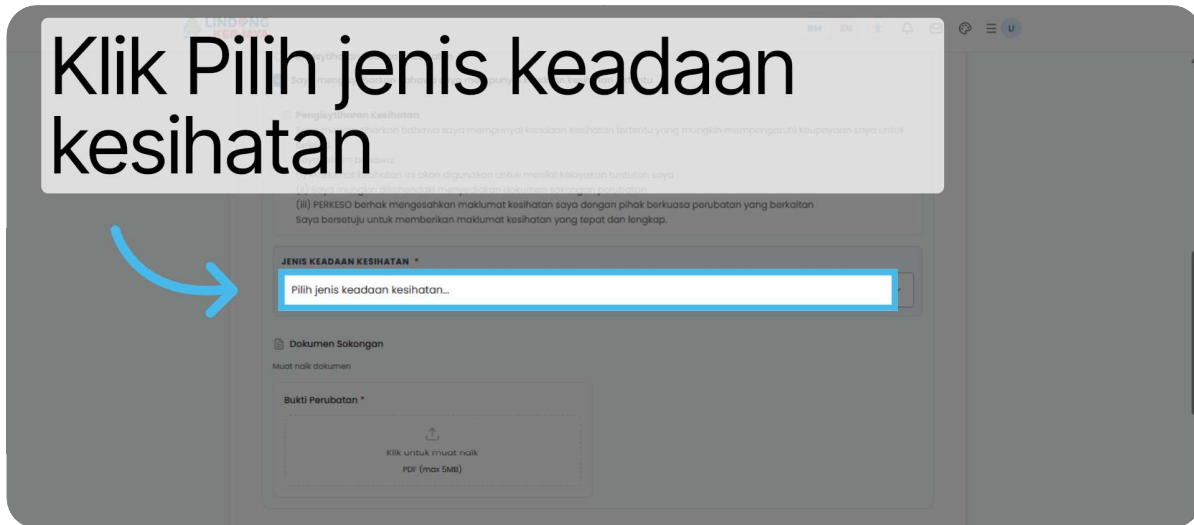 LINDONG
KERJAYA
BM EN
U
Klik Pilih jenis keadaan
kesihatan
Pengisytiharan Kesihatan
(iii) PERKESO berhak mengesahkan maklumat kesihatan saya dengan pihak berkuasa perubatan yang berkaitan
Saya bersetuju untuk memberikan maklumat kesihatan yang tepat dan lengkap.
JENIS KEADAAN KESIHATAN *
Pilih jenis keadaan kesihatan...
Dokumen Sokongan
Muat naik dokumen
Bukti Perubatan *
Klik untuk muat naik
PDF (max 5MB)